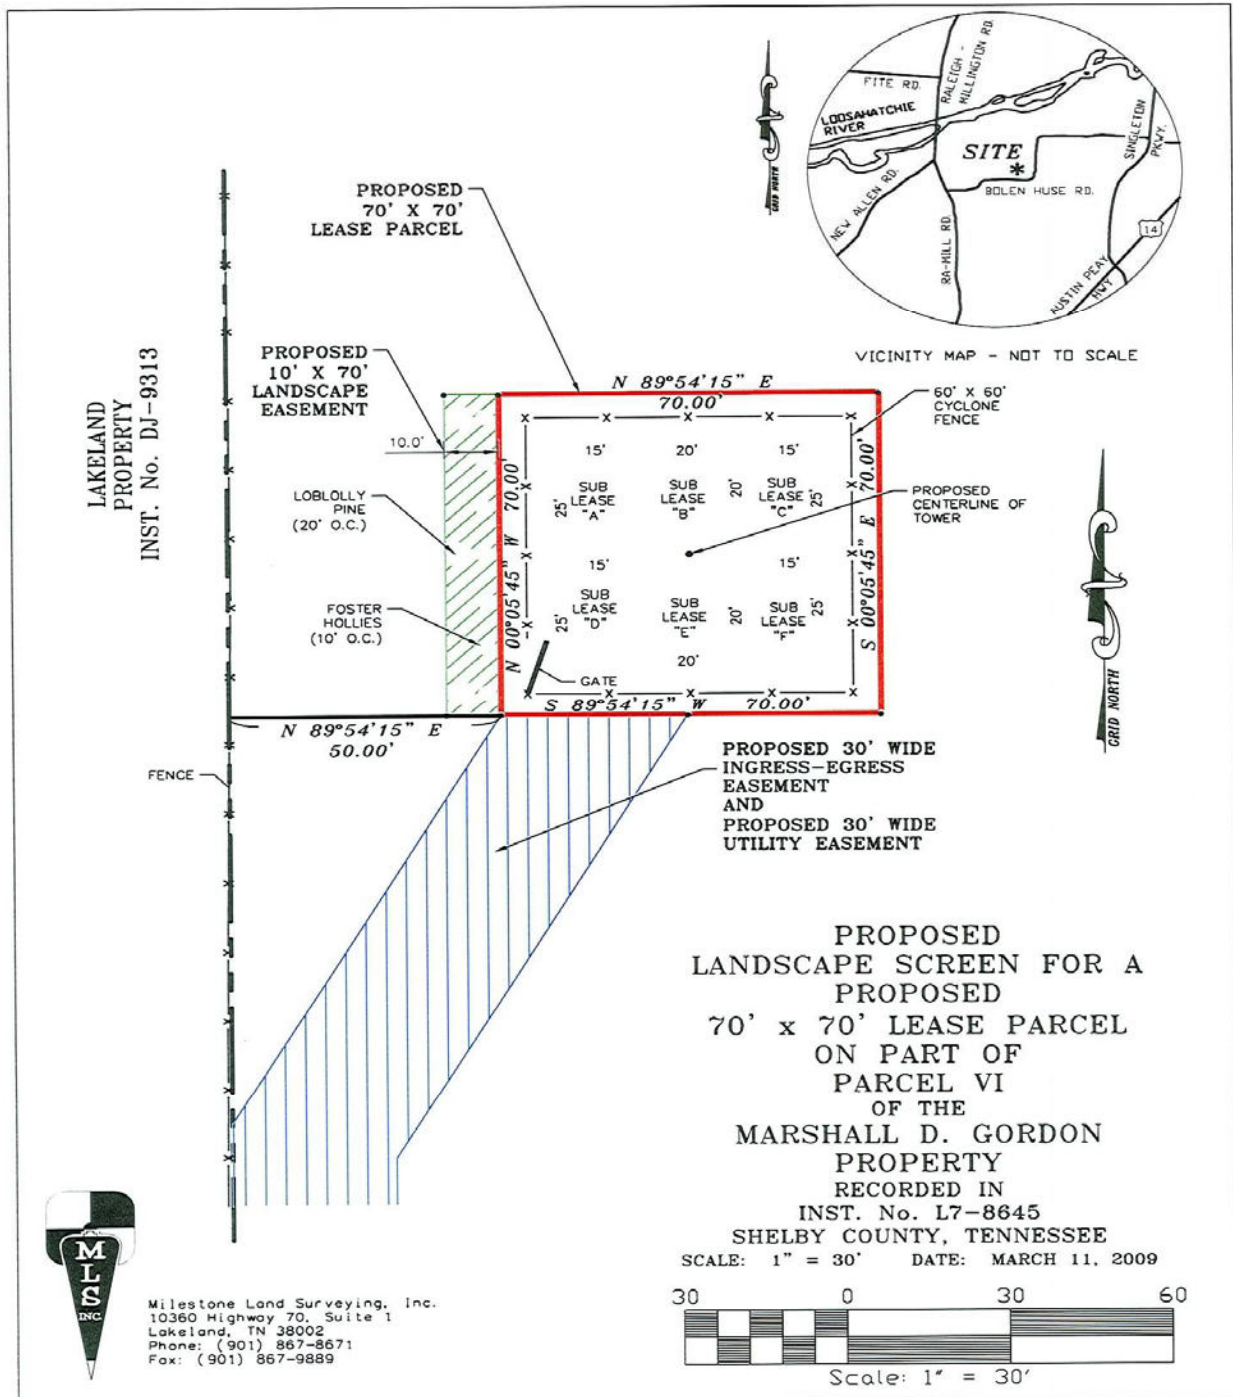 FITE RD.
RALEIGH -
MILLINGTON RD.
LOOSAHATCHIE
RIVER
SINGLETON
PKWY.
SITE
*
NEW ALLEN RD.
BOLEN HUSE RD.
RA-MILL RD.
14
AUSTIN PEAY
HWY
GRID NORTH
VICINITY MAP - NOT TO SCALE
PROPOSED
70' X 70'
LEASE PARCEL
PROPOSED
10' X 70'
LANDSCAPE
EASEMENT
LAKELAND
PROPERTY
INST. No. DJ-9313
N 89°54'15" E
70.00'
60' X 60'
CYCLONE
FENCE
10.0'
15'
20'
15'
LOBLOLLY
PINE
(20' O.C.)
N 00°05'45" W 70.00'
25'
SUB
LEASE
"A"
SUB
LEASE
"B"
20'
SUB
LEASE
"C"
25'
S 00°05'45" E 70.00'
PROPOSED
CENTERLINE OF
TOWER
15'
15'
FOSTER
HOLLIES
(10' O.C.)
25'
SUB
LEASE
"D"
SUB
LEASE
"E"
20'
SUB
LEASE
"F"
25'
20'
GATE
S 89°54'15" W 70.00'
GRID NORTH
N 89°54'15" E
50.00'
FENCE
PROPOSED 30' WIDE
INGRESS-EGRESS
EASEMENT
AND
PROPOSED 30' WIDE
UTILITY EASEMENT
PROPOSED
LANDSCAPE SCREEN FOR A
PROPOSED
70' x 70' LEASE PARCEL
ON PART OF
PARCEL VI
OF THE
MARSHALL D. GORDON
PROPERTY
RECORDED IN
INST. No. L7-8645
SHELBY COUNTY, TENNESSEE
SCALE: 1" = 30' DATE: MARCH 11, 2009
30 0 30 60
Scale: 1" = 30'
MLS
INC.
Milestone Land Surveying, Inc.
10360 Highway 70, Suite 1
Lakeland, TN 38002
Phone: (901) 867-8671
Fax: (901) 867-9889